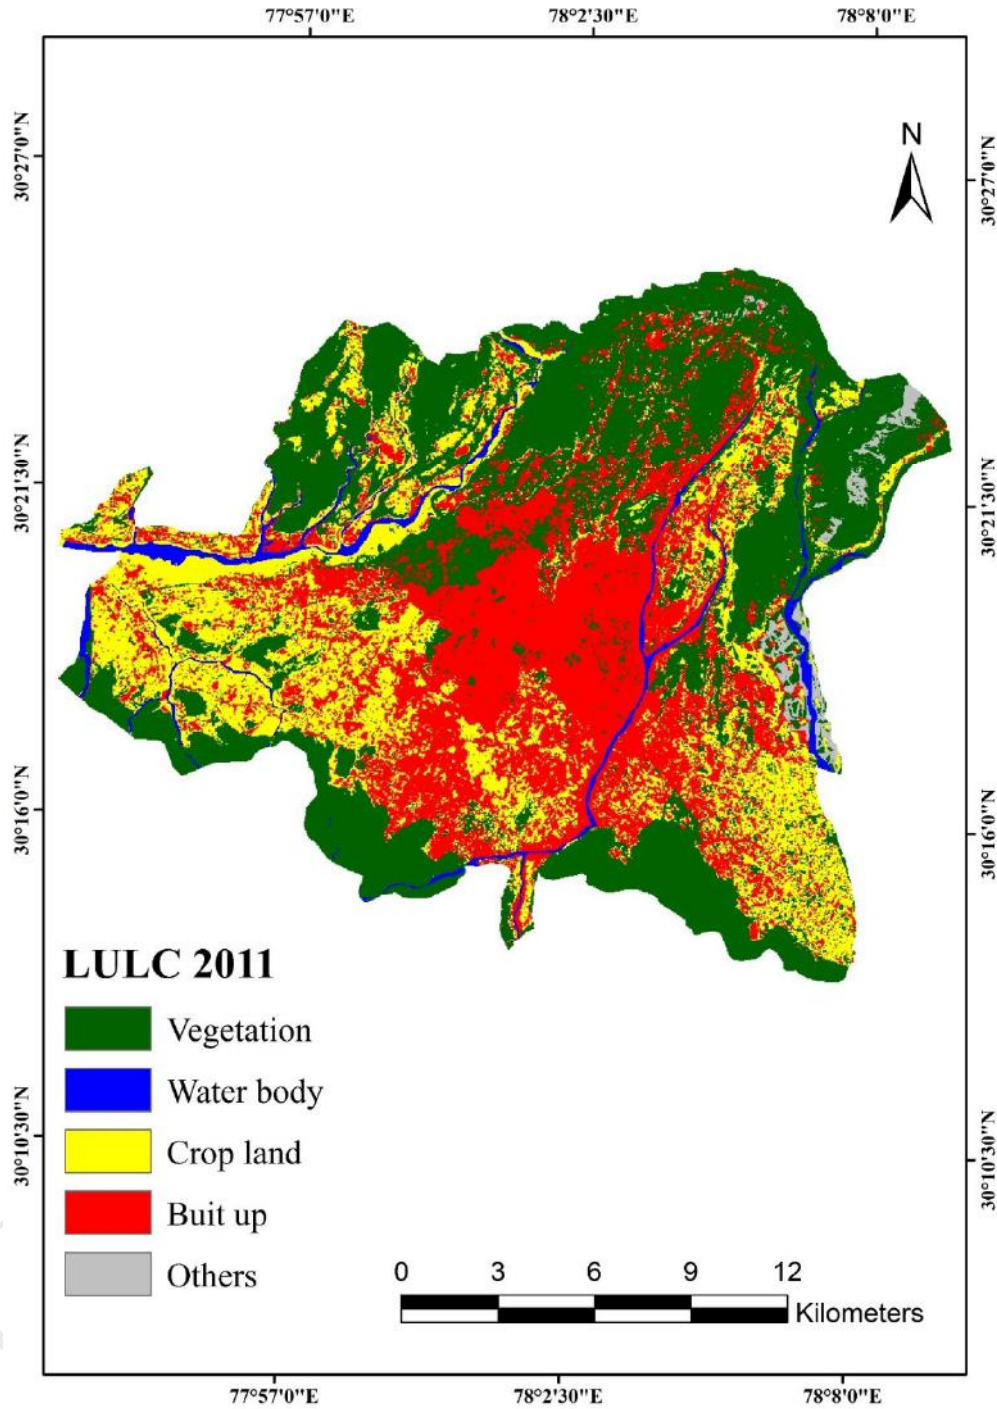 77°57'0"E 78°2'30"E 78°8'0"E
N
30°27'0"N 30°27'0"N
30°21'30"N 30°21'30"N
30°16'0"N 30°16'0"N
LULC 2011
Vegetation
Water body
Crop land
30°10'30"N 30°10'30"N
Buit up
Others
0 3 6 9 12
Kilometers
77°57'0"E 78°2'30"E 78°8'0"E